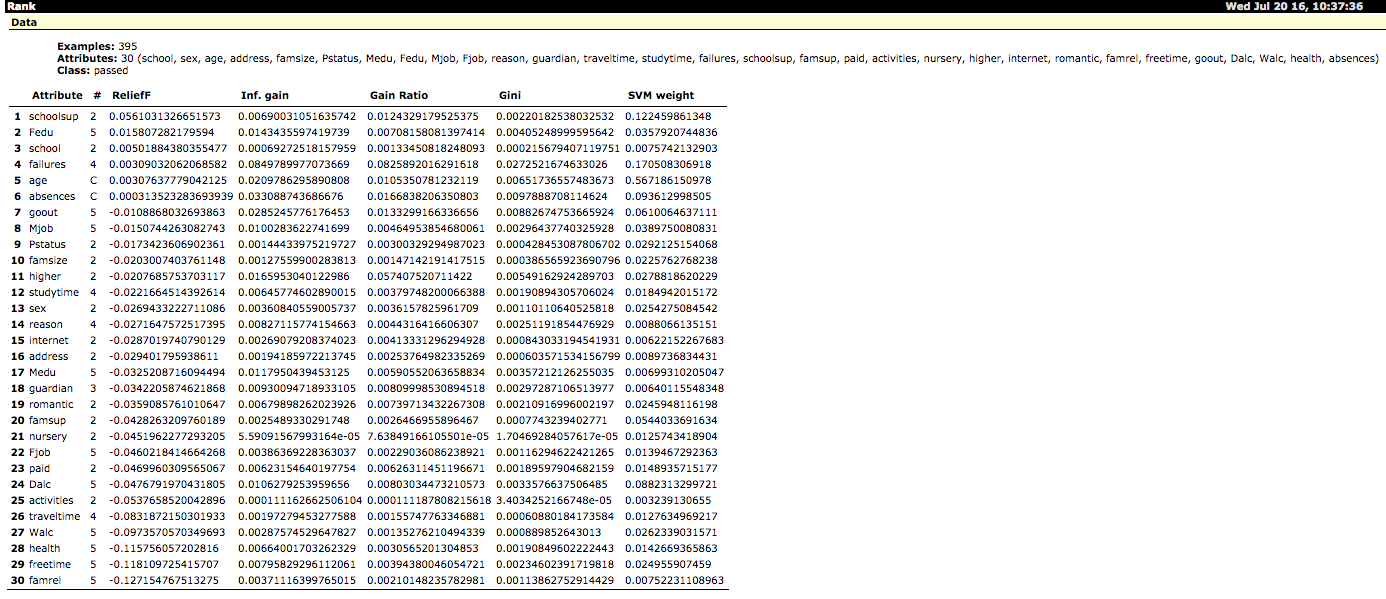 Rank Wed Jul 20 16, 10:37:36
Data
Examples: 395
Attributes: 30 (school, sex, age, address, famsize, Pstatus, Medu, Fedu, Mjob, Fjob, reason, guardian, traveltime, studytime, failures, schoolsup, famsup, paid, activities, nursery, higher, internet, romantic, famrel, freetime, goout, Dalc, Walc, health, absences)
Class: passed
Attribute # ReliefF Inf. gain Gain Ratio Gini SVM weight
1 schoolsup 2 0.0561031326651573 0.00690031051635742 0.0124329179525375 0.00220182538032532 0.122459861348
2 Fedu 5 0.015807282179594 0.0143435597419739 0.00708158081397414 0.00405248999595642 0.0357920744836
3 school 2 0.00501884380355477 0.00069272518157959 0.00133450818248093 0.000215679407119751 0.0075742132903
4 failures 4 0.00309032062068582 0.0849789977073669 0.0825892016291618 0.0272521674633026 0.170508306918
5 age C 0.00307637779042125 0.0209786295890808 0.0105350781232119 0.00651736557483673 0.567186150978
6 absences C 0.000313523283693939 0.033088743686676 0.0166838206350803 0.0097888708114624 0.093612998505
7 goout 5 -0.0108868032693863 0.0285245776176453 0.0133299166336656 0.00882674753665924 0.0610064637111
8 Mjob 5 -0.0150744263082743 0.0100283622741699 0.00464953854680061 0.00296437740325928 0.0389750080831
9 Pstatus 2 -0.0173423606902361 0.00144433975219727 0.00300329294987023 0.000428453087806702 0.0292125154068
10 famsize 2 -0.0203007403761148 0.00127559900283813 0.00147142191417515 0.000386565923690796 0.0225762768238
11 higher 2 -0.0207685753703117 0.0165953040122986 0.057407520711422 0.00549162924289703 0.0278818620229
12 studytime 4 -0.0221664514392614 0.00645774602890015 0.00379748200066388 0.00190894305706024 0.0184942015172
13 sex 2 -0.0269433222711086 0.00360840559005737 0.0036157825961709 0.00110110640525818 0.0254275084542
14 reason 4 -0.0271647572517395 0.00827115774154663 0.0044316416606307 0.00251191854476929 0.0088066135151
15 internet 2 -0.0287019740790129 0.00269079208374023 0.00413331296294928 0.000843033194541931 0.00622152267683
16 address 2 -0.029401795938611 0.00194185972213745 0.00253764982335269 0.000603571534156799 0.0089736834431
17 Medu 5 -0.0325208716094494 0.0117950439453125 0.00590552063658834 0.00357212126255035 0.00699310205047
18 guardian 3 -0.0342205874621868 0.00930094718933105 0.00809998530894518 0.00297287106513977 0.00640115548348
19 romantic 2 -0.0359085761010647 0.00679898262023926 0.00739713432267308 0.00210916996002197 0.0245948116198
20 famsup 2 -0.0428263209760189 0.0025489330291748 0.0026466955896467 0.0007743239402771 0.0544033691634
21 nursery 2 -0.0451962277293205 5.59091567993164e-05 7.63849166105501e-05 1.70469284057617e-05 0.0125743418904
22 Fjob 5 -0.0460218414664268 0.00386369228363037 0.00229036086238921 0.0011629462242126​5 0.0139467292363
23 paid 2 -0.0469960309565067 0.00623154640197754 0.00626311451196671 0.00189597904682159 0.0148935715177
24 Dalc 5 -0.0476791970431805 0.0106279253959656 0.00803034473210573 0.0033576637506485 0.0882313299721
25 activities 2 -0.0537658520042896 0.000111162662506104 0.000111187808215618 3.4034252166748e-05 0.003239130655
26 traveltime 4 -0.0831872150301933 0.00197279453277588 0.00155747763346881 0.00060880184173584 0.0127634969217
27 Walc 5 -0.0973570570349693 0.00287574529647827 0.00135276210494339 0.000889852643013 0.0262339031571
28 health 5 -0.115756057202816 0.00664001703262329 0.0030565201304853 0.00190849602222443 0.0142669365863
29 freetime 5 -0.118109725415707 0.00795829296112061 0.00394380046054721 0.00234602391719818 0.024955907459
30 famrel 5 -0.127154767513275 0.00371116399765015 0.00210148235782981 0.00113862752914429 0.00752231108963